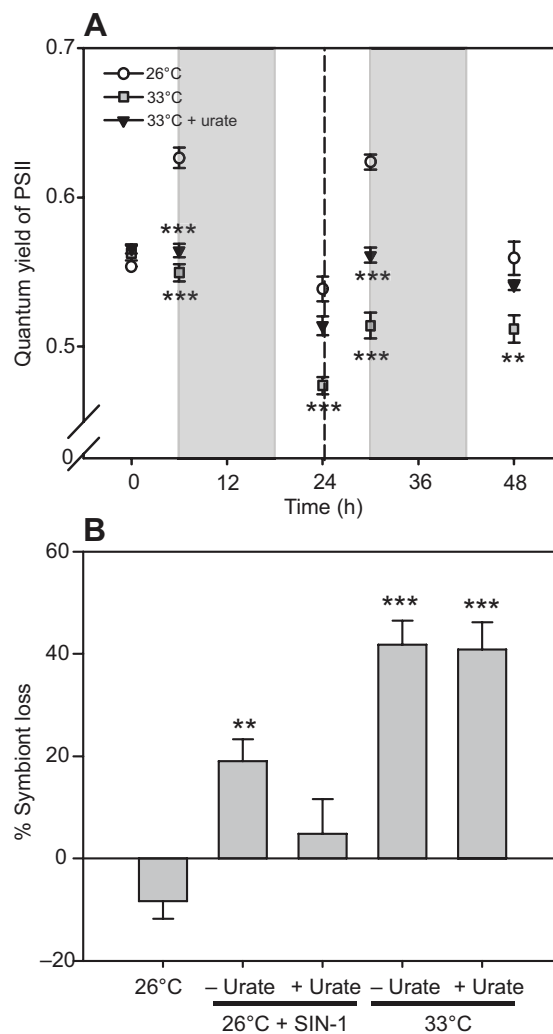 A
0.7
26°C
33°C
33°C + urate
0.6
***
***
***
***
0.5
***
**
0
0 12 24 36 48
Quantum yield of PSII
Time (h)
B
60
*** ***
40
**
20
0
–20
% Symbiont loss
26°C – Urate + Urate – Urate + Urate
26°C + SIN-1 33°C